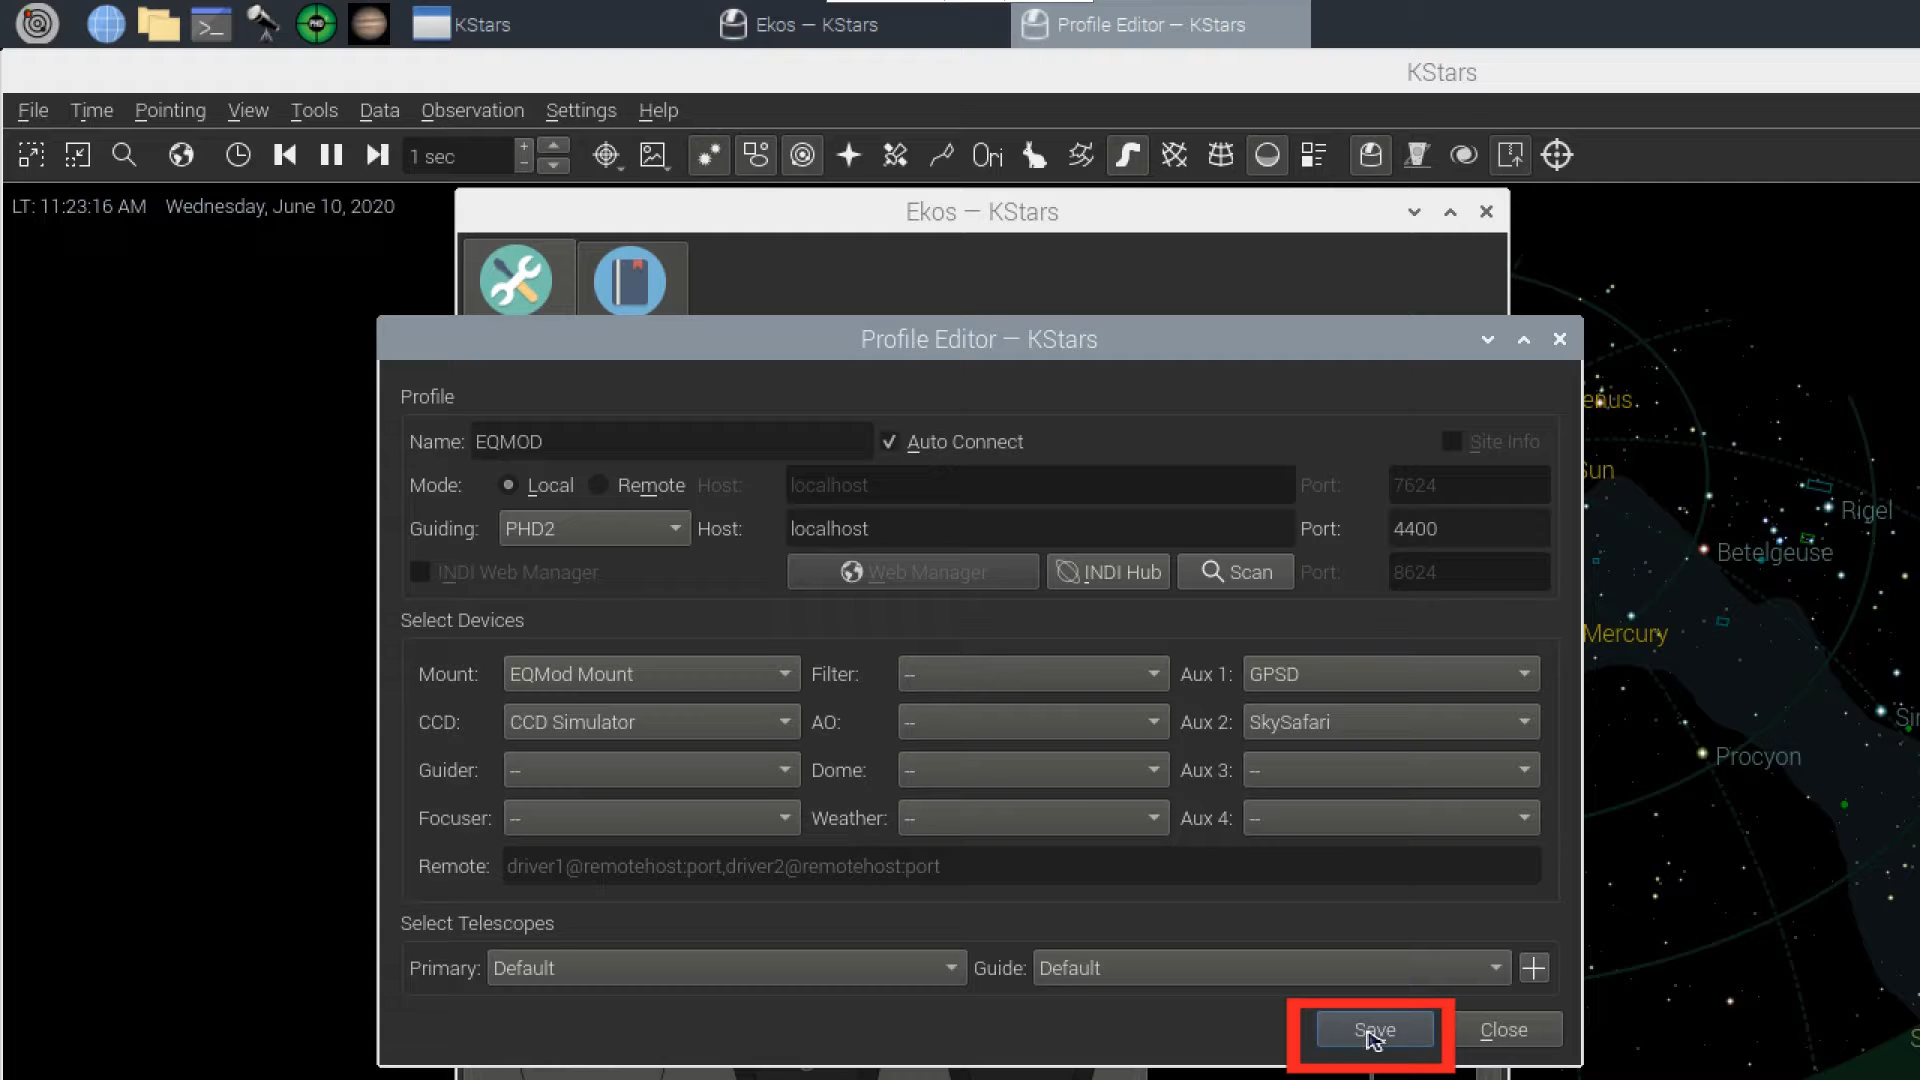 KStars
Ekos — KStars
Profile Editor — KStars
KStars
File Time Pointing View Tools Data Observation Settings Help
1 sec
Ori
LT: 11:23:16 AM Wednesday, June 10, 2020
Ekos — KStars
Profile Editor — KStars
Profile
Name: EQMOD Auto Connect Site Info
Mode: Local Remote Host: localhost Port: 7624
Guiding: PHD2 Host: localhost Port: 4400
INDI Web Manager Web Manager INDI Hub Scan Port: 8624
Select Devices
Mount: EQMod Mount Filter: -- Aux 1: GPSD
CCD: CCD Simulator AO: -- Aux 2: SkySafari
Guider: -- Dome: -- Aux 3: --
Focuser: -- Weather: -- Aux 4: --
Remote: driver1@remotehost:port,driver2@remotehost:port
Select Telescopes
Primary: Default Guide: Default
Save Close
enus
Sun
Rigel
Betelgeuse
Mercury
Sir
Procyon